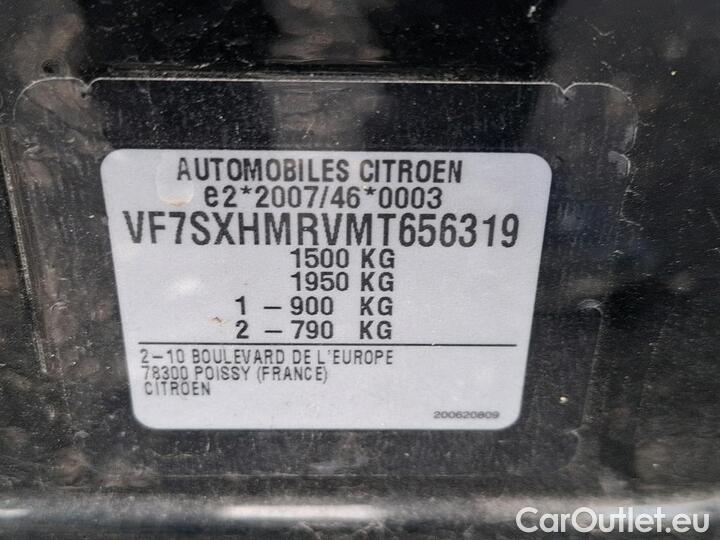 AUTOMOBILES CITROEN
e2*2007/46*0003
VF7SXHMRVMT656319
1500 KG
1950 KG
1 - 900 KG
2 - 790 KG
2-10 BOULEVARD DE L'EUROPE
78300 POISSY (FRANCE)
CITROEN
200620809
CarOutlet.eu